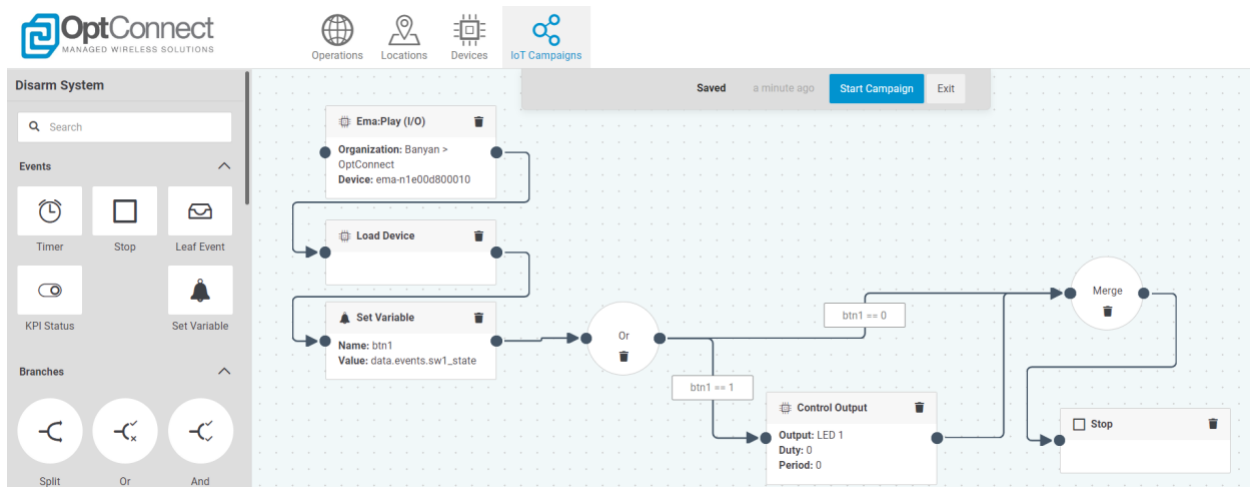 OptConnect
MANAGED WIRELESS SOLUTIONS
Operations
Locations
Devices
IoT Campaigns
Disarm System
Search
Events
Timer
Stop
Leaf Event
KPI Status
Set Variable
Branches
Split
Or
And
Saved
a minute ago
Start Campaign
Exit
Ema:Play (I/O)
Organization: Banyan >
OptConnect
Device: ema-n1e00d800010
Load Device
Set Variable
Name: btn1
Value: data.events.sw1_state
Or
btn1 == 0
btn1 == 1
Control Output
Output: LED 1
Duty: 0
Period: 0
Merge
Stop